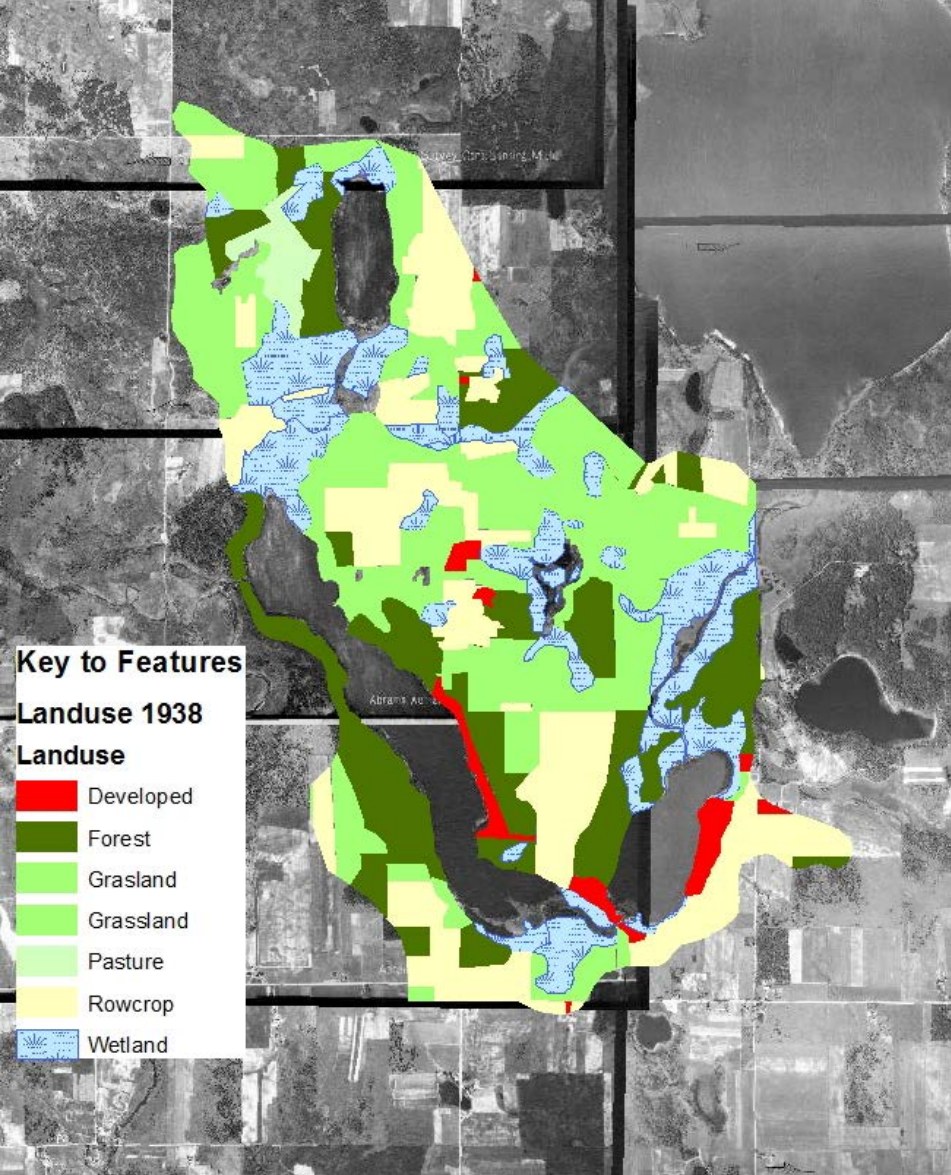 Key to Features
Landuse 1938
Landuse
Developed
Forest
Grasland
Grassland
Pasture
Rowcrop
Wetland